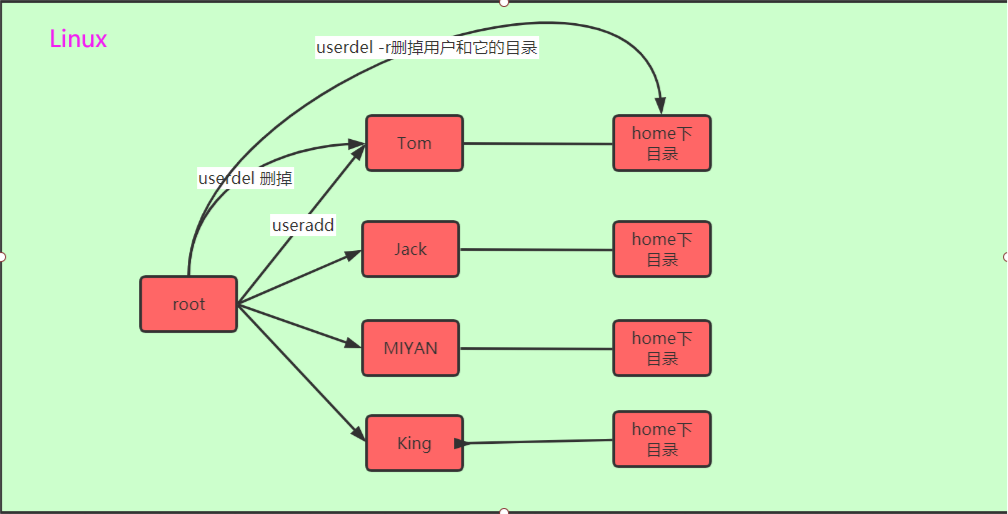 Linux
userdel -r删掉用户和它的目录
Tom
home下
目录
userdel 删掉
useradd
Jack
home下
目录
root
MIYAN
home下
目录
King
home下
目录